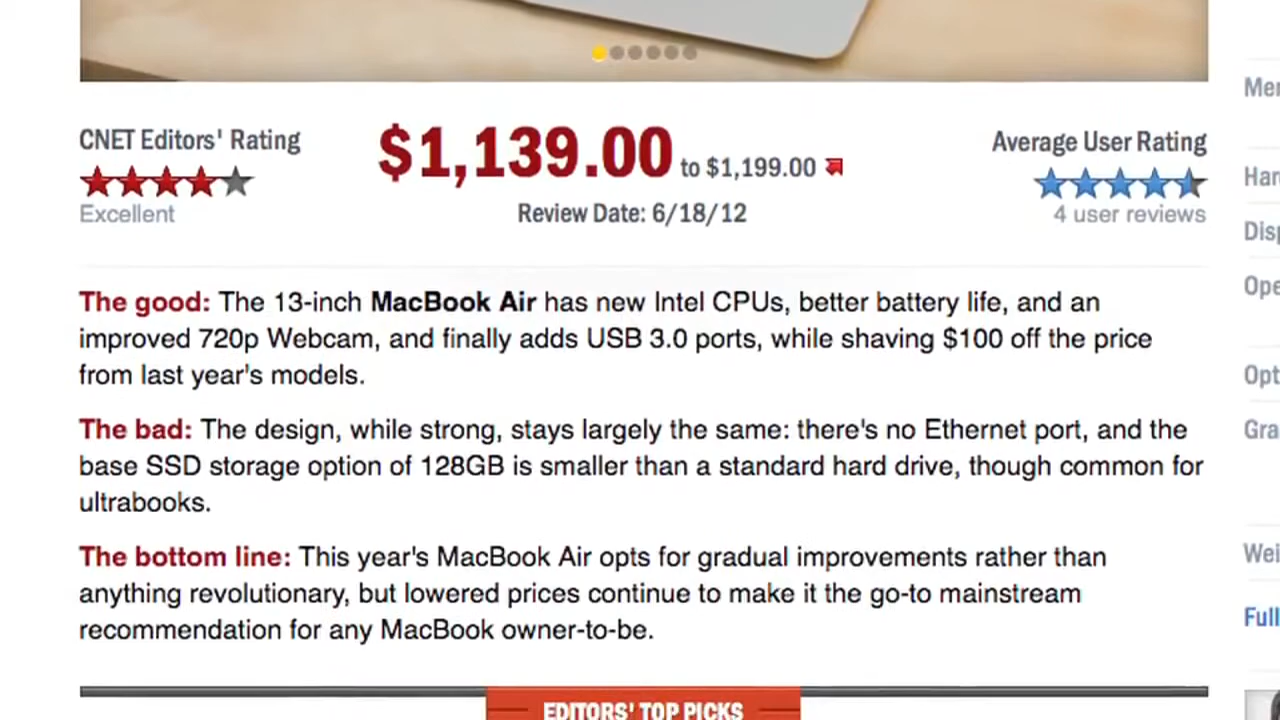 CNET Editors' Rating
Excellent
$1,139.00 to $1,199.00
Review Date: 6/18/12
Average User Rating
4 user reviews
The good: The 13-inch MacBook Air has new Intel CPUs, better battery life, and an
improved 720p Webcam, and finally adds USB 3.0 ports, while shaving $100 off the price
from last year's models.
The bad: The design, while strong, stays largely the same: there's no Ethernet port, and the
base SSD storage option of 128GB is smaller than a standard hard drive, though common for
ultrabooks.
The bottom line: This year's MacBook Air opts for gradual improvements rather than
anything revolutionary, but lowered prices continue to make it the go-to mainstream
recommendation for any MacBook owner-to-be.
EDITORS' TOP PICKS
Full